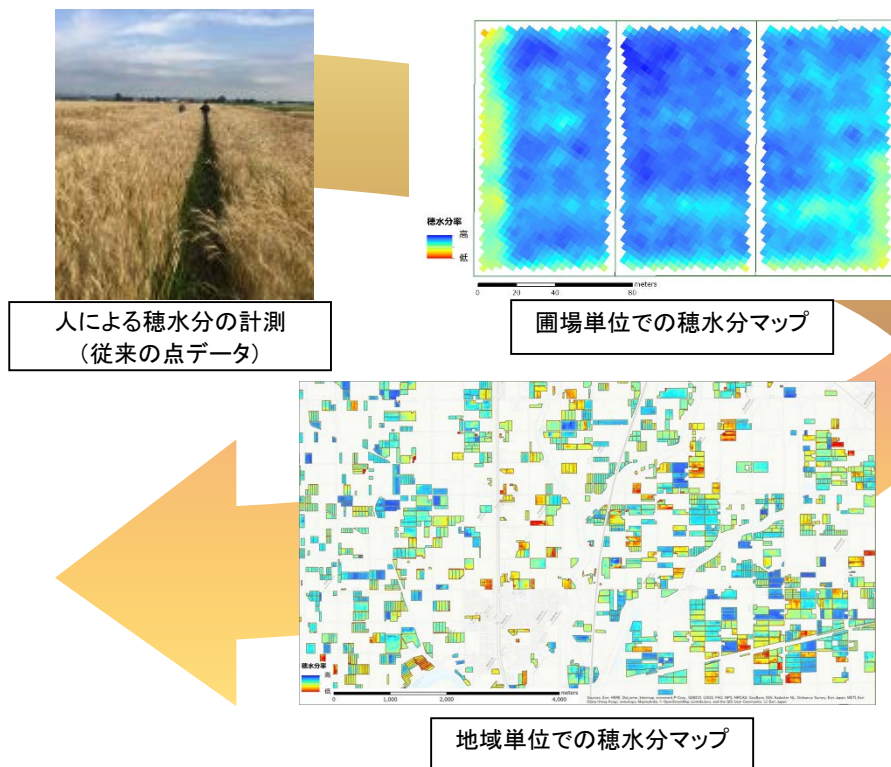 人による穂水分の計測
(従来の点データ)
穂水分率
高
低
meters
0 20 40 80
圃場単位での穂水分マップ
穂水分率
高
低
meters
0 1,000 2,000 4,000
地域単位での穂水分マップ